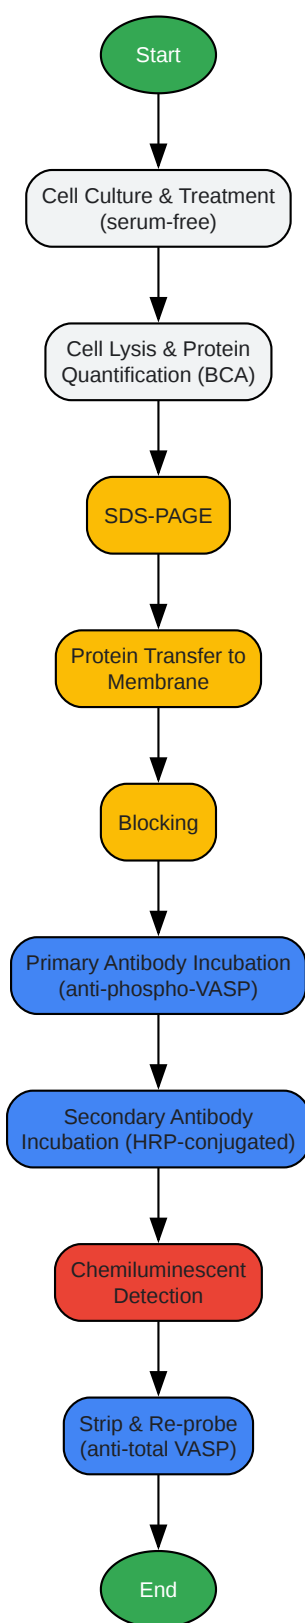 Start
Cell Culture & Treatment
(serum-free)
Cell Lysis & Protein
Quantification (BCA)
SDS-PAGE
Protein Transfer to
Membrane
Blocking
Primary Antibody Incubation
(anti-phospho-VASP)
Secondary Antibody
Incubation (HRP-conjugated)
Chemiluminescent
Detection
Strip & Re-probe
(anti-total VASP)
End